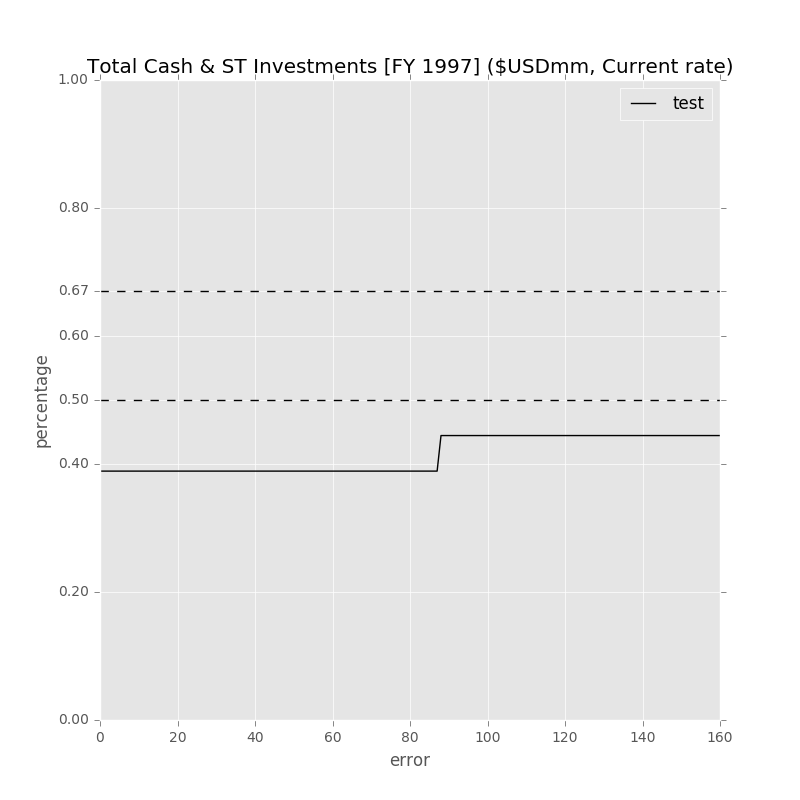 Total Cash & ST Investments [FY 1997] ($USDmm, Current rate)
test
1.00
0.80
0.67
0.60
0.50
0.40
0.20
0.00
percentage
0 20 40 60 80 100 120 140 160
error